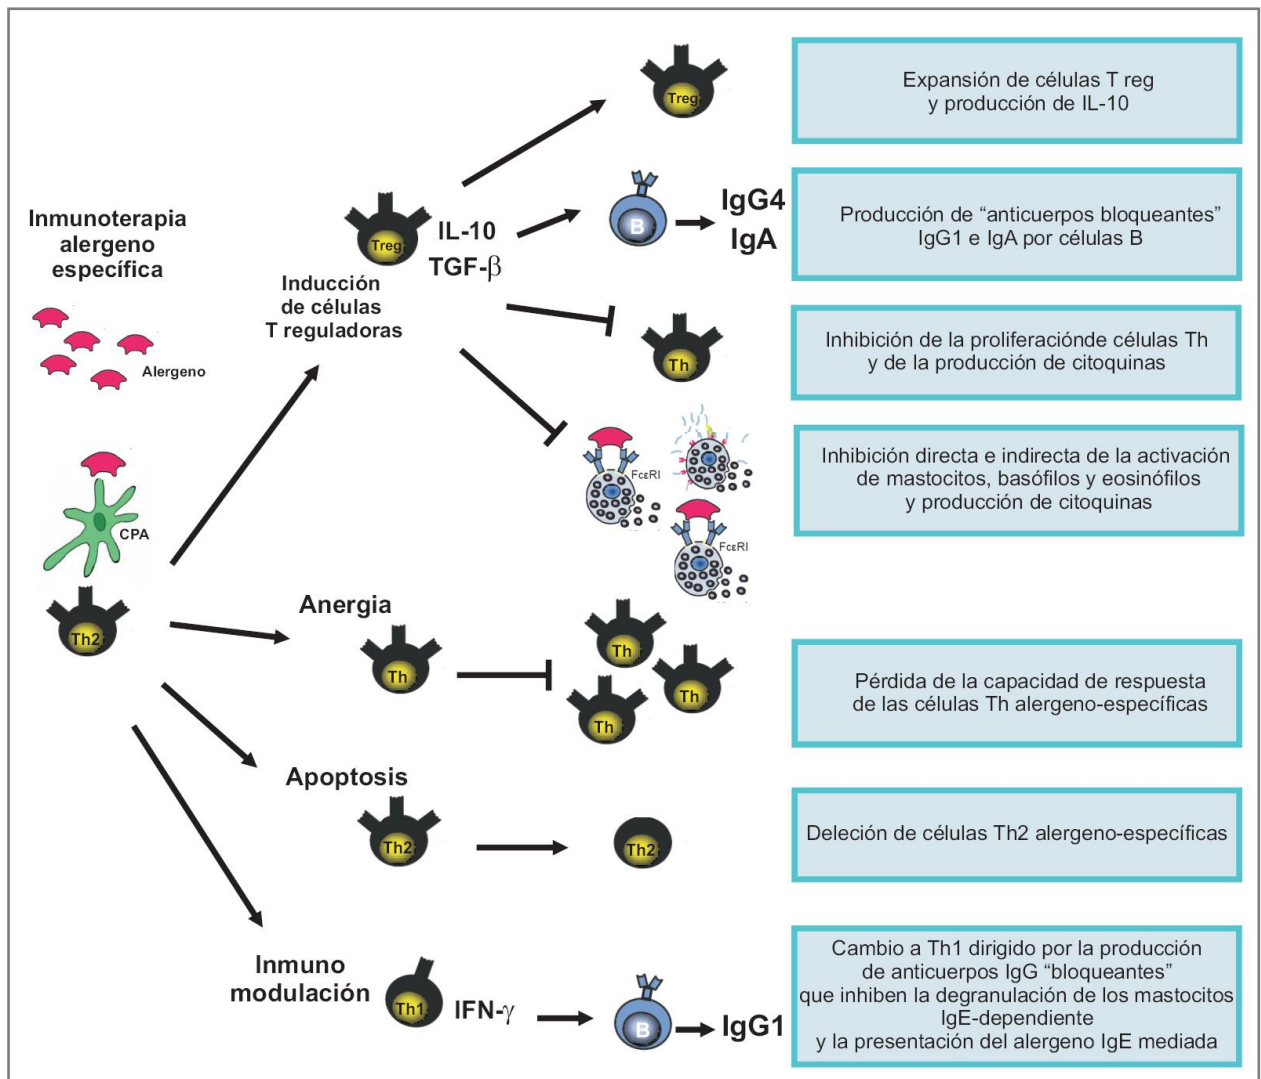 Inmunoterapia
alergeno
específica
Alergeno
CPA
Th2
Treg
IL-10
TGF-β
Inducción
de células
T reguladoras
Treg
Expansión de células T reg
y producción de IL-10
B
IgG4
IgA
Producción de “anticuerpos bloqueantes”
IgG1 e IgA por células B
Th
Inhibición de la proliferaciónde células Th
y de la producción de citoquinas
FcεRI
FcεRI
Inhibición directa e indirecta de la activación
de mastocitos, basófilos y eosinófilos
y producción de citoquinas
Anergia
Th
Th
Th
Th
Pérdida de la capacidad de respuesta
de las células Th alergeno-específicas
Apoptosis
Th2
Th2
Deleción de células Th2 alergeno-específicas
Inmuno
modulación
Th1
IFN-γ
B
IgG1
Cambio a Th1 dirigido por la producción
de anticuerpos IgG “bloqueantes”
que inhiben la degranulación de los mastocitos
IgE-dependiente
y la presentación del alergeno IgE mediada